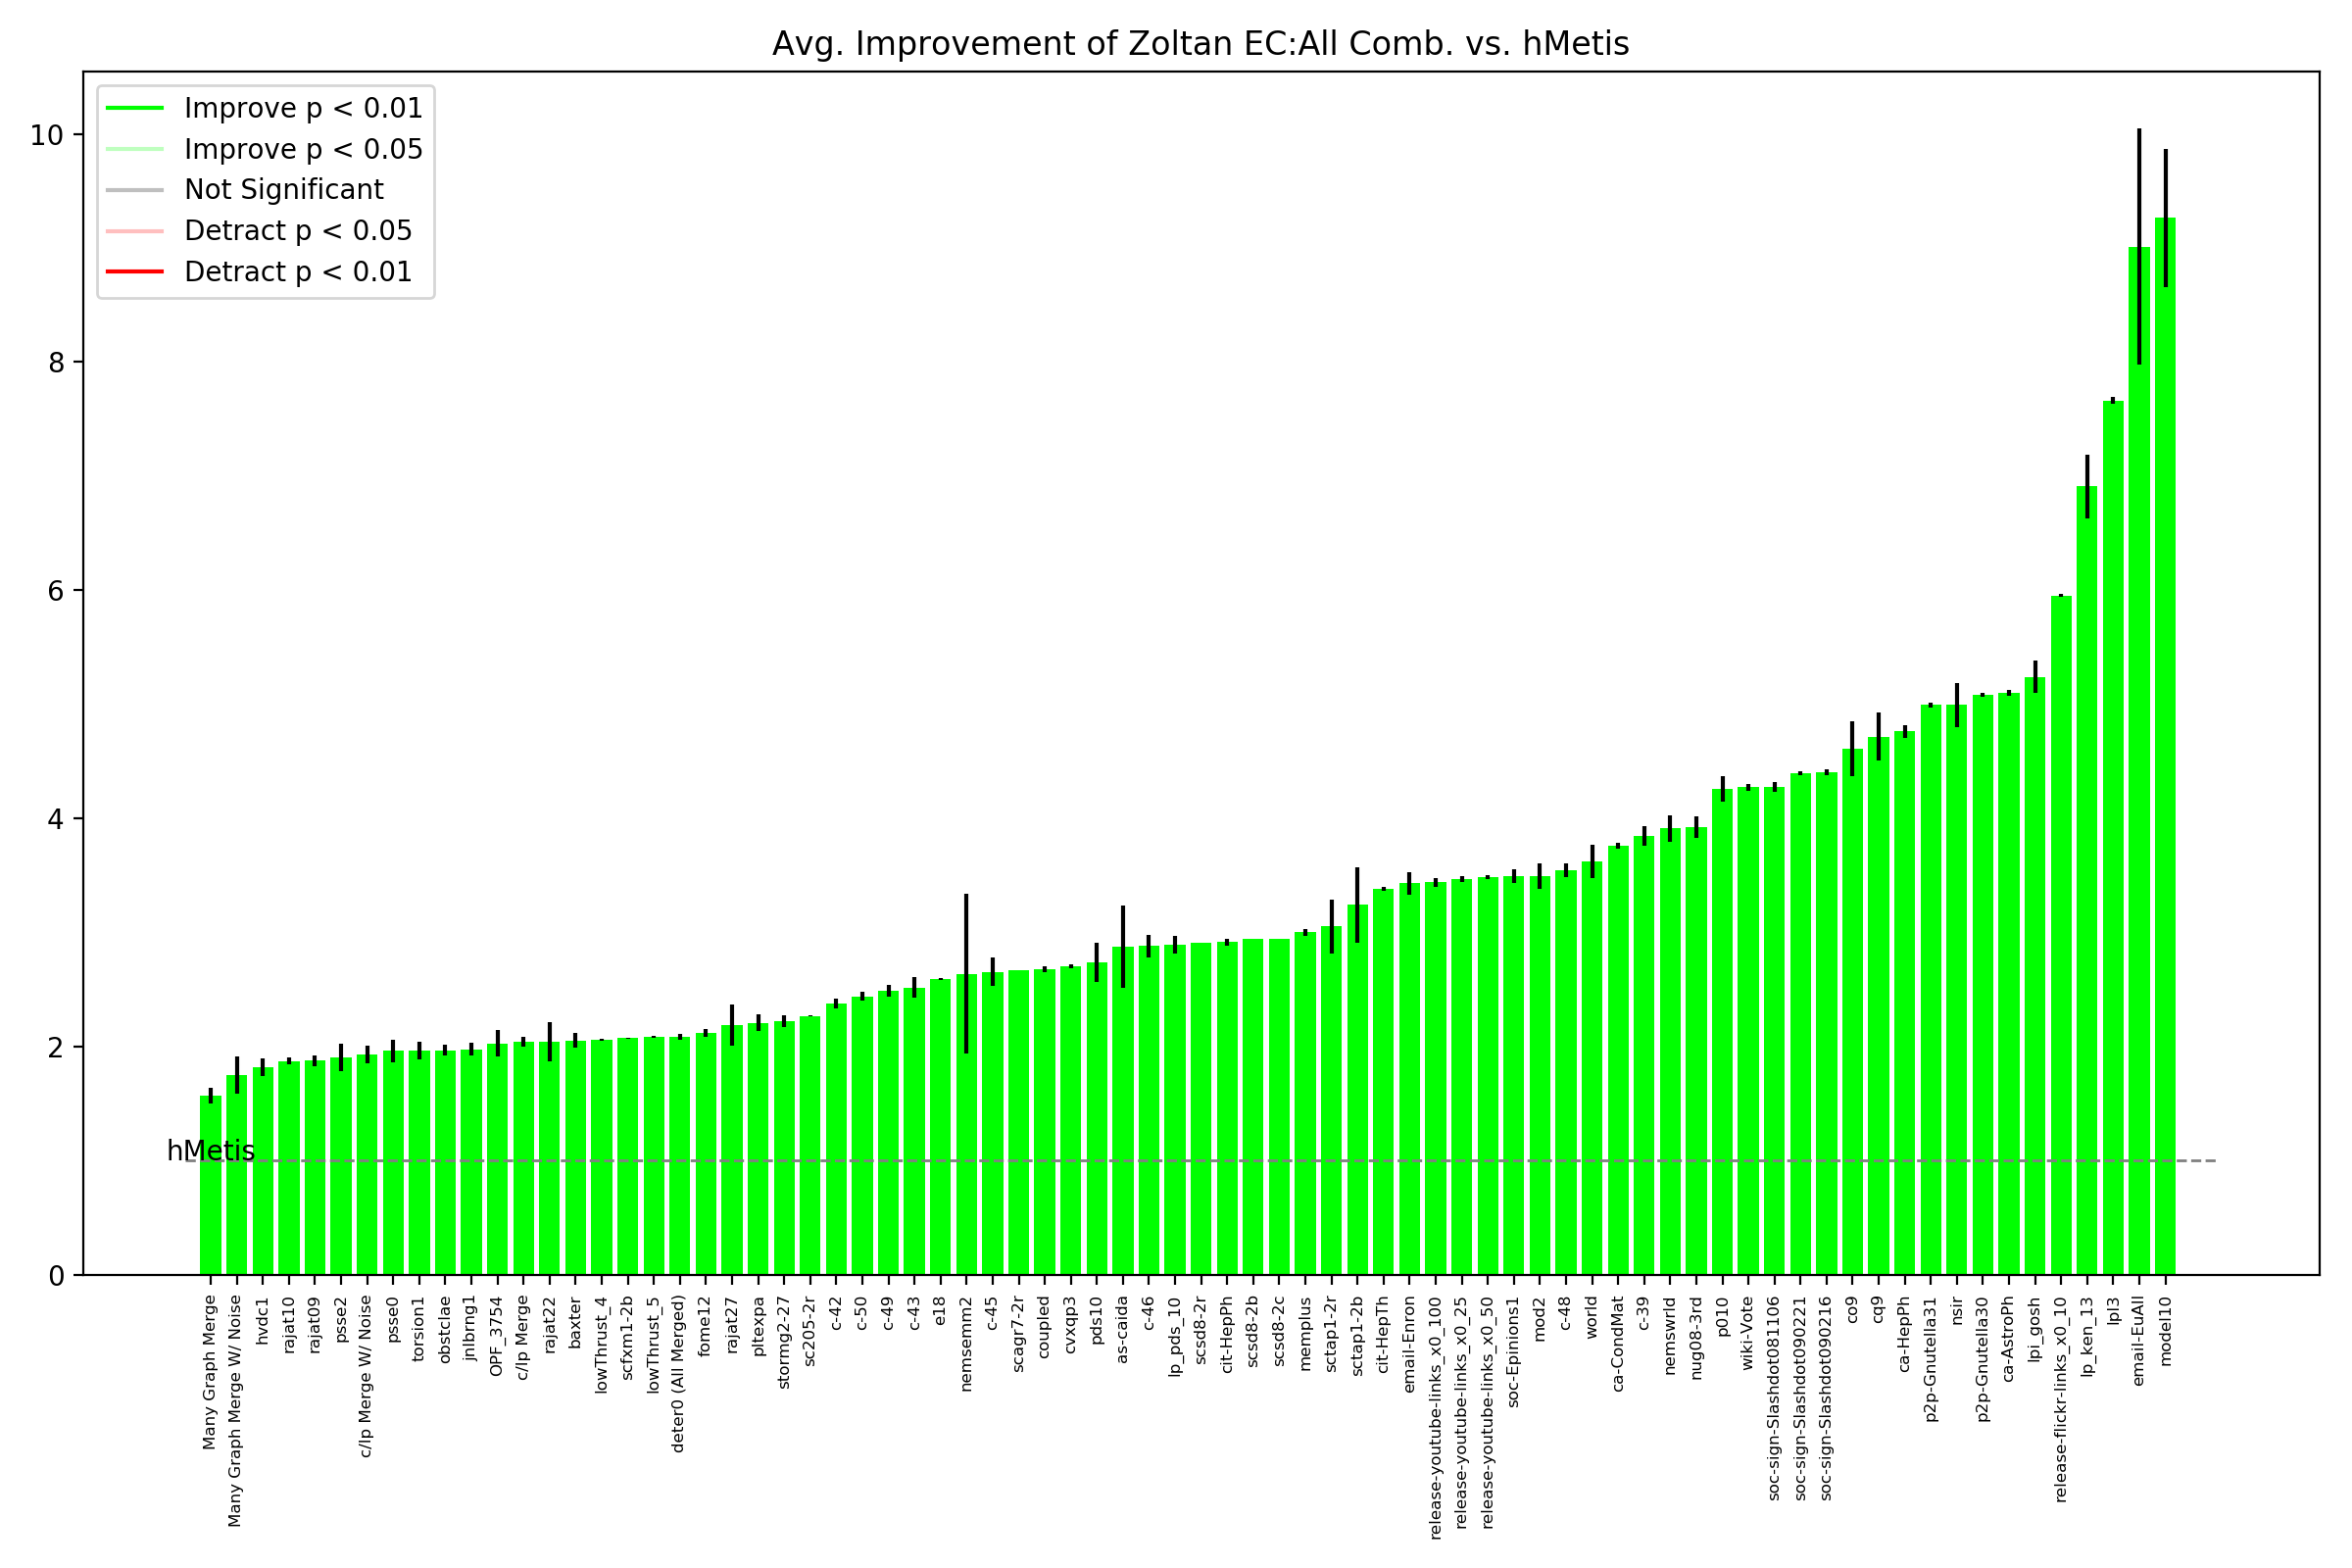 Avg. Improvement of Zoltan EC:All Comb. vs. hMetis
Improve p < 0.01
Improve p < 0.05
Not Significant
Detract p < 0.05
Detract p < 0.01
10
8
6
4
2
0
hMetis
Many Graph Merge
Many Graph Merge W/ Noise
hvdc1
rajat10
rajat09
psse2
c/lp Merge W/ Noise
psse0
torsion1
obstclae
jnlbrng1
OPF_3754
c/lp Merge
rajat22
baxter
lowThrust_4
scfxm1-2b
lowThrust_5
deter0 (All Merged)
fome12
rajat27
pltexpa
stormg2-27
sc205-2r
c-42
c-50
c-49
c-43
e18
nemsemm2
c-45
scagr7-2r
coupled
cvxqp3
pds10
as-caida
c-46
lp_pds_10
scsd8-2r
cit-HepPh
scsd8-2b
scsd8-2c
memplus
sctap1-2r
sctap1-2b
cit-HepTh
email-Enron
release-youtube-links_x0_100
release-youtube-links_x0_25
release-youtube-links_x0_50
soc-Epinions1
mod2
c-48
world
ca-CondMat
c-39
nemswrld
nug08-3rd
p010
wiki-Vote
soc-sign-Slashdot081106
soc-sign-Slashdot090221
soc-sign-Slashdot090216
co9
cq9
ca-HepPh
p2p-Gnutella31
nsir
p2p-Gnutella30
ca-AstroPh
lpi_gosh
release-flickr-links_x0_10
lp_ken_13
lpl3
email-EuAll
model10